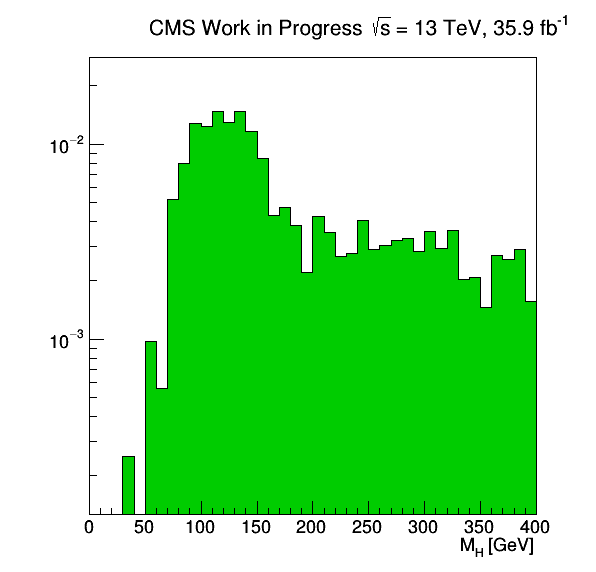 CMS Work in Progress √s = 13 TeV, 35.9 fb⁻¹
10⁻²
10⁻³
0 50 100 150 200 250 300 350 400
M_H [GeV]